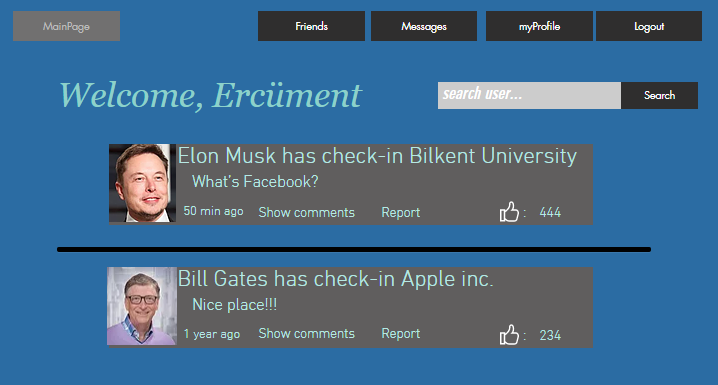 MainPage
Friends
Messages
myProfile
Logout
Welcome, Ercüment
search user...
Search
Elon Musk has check-in Bilkent University
What's Facebook?
50 min ago
Show comments
Report
: 444
Bill Gates has check-in Apple inc.
Nice place!!!
1 year ago
Show comments
Report
: 234